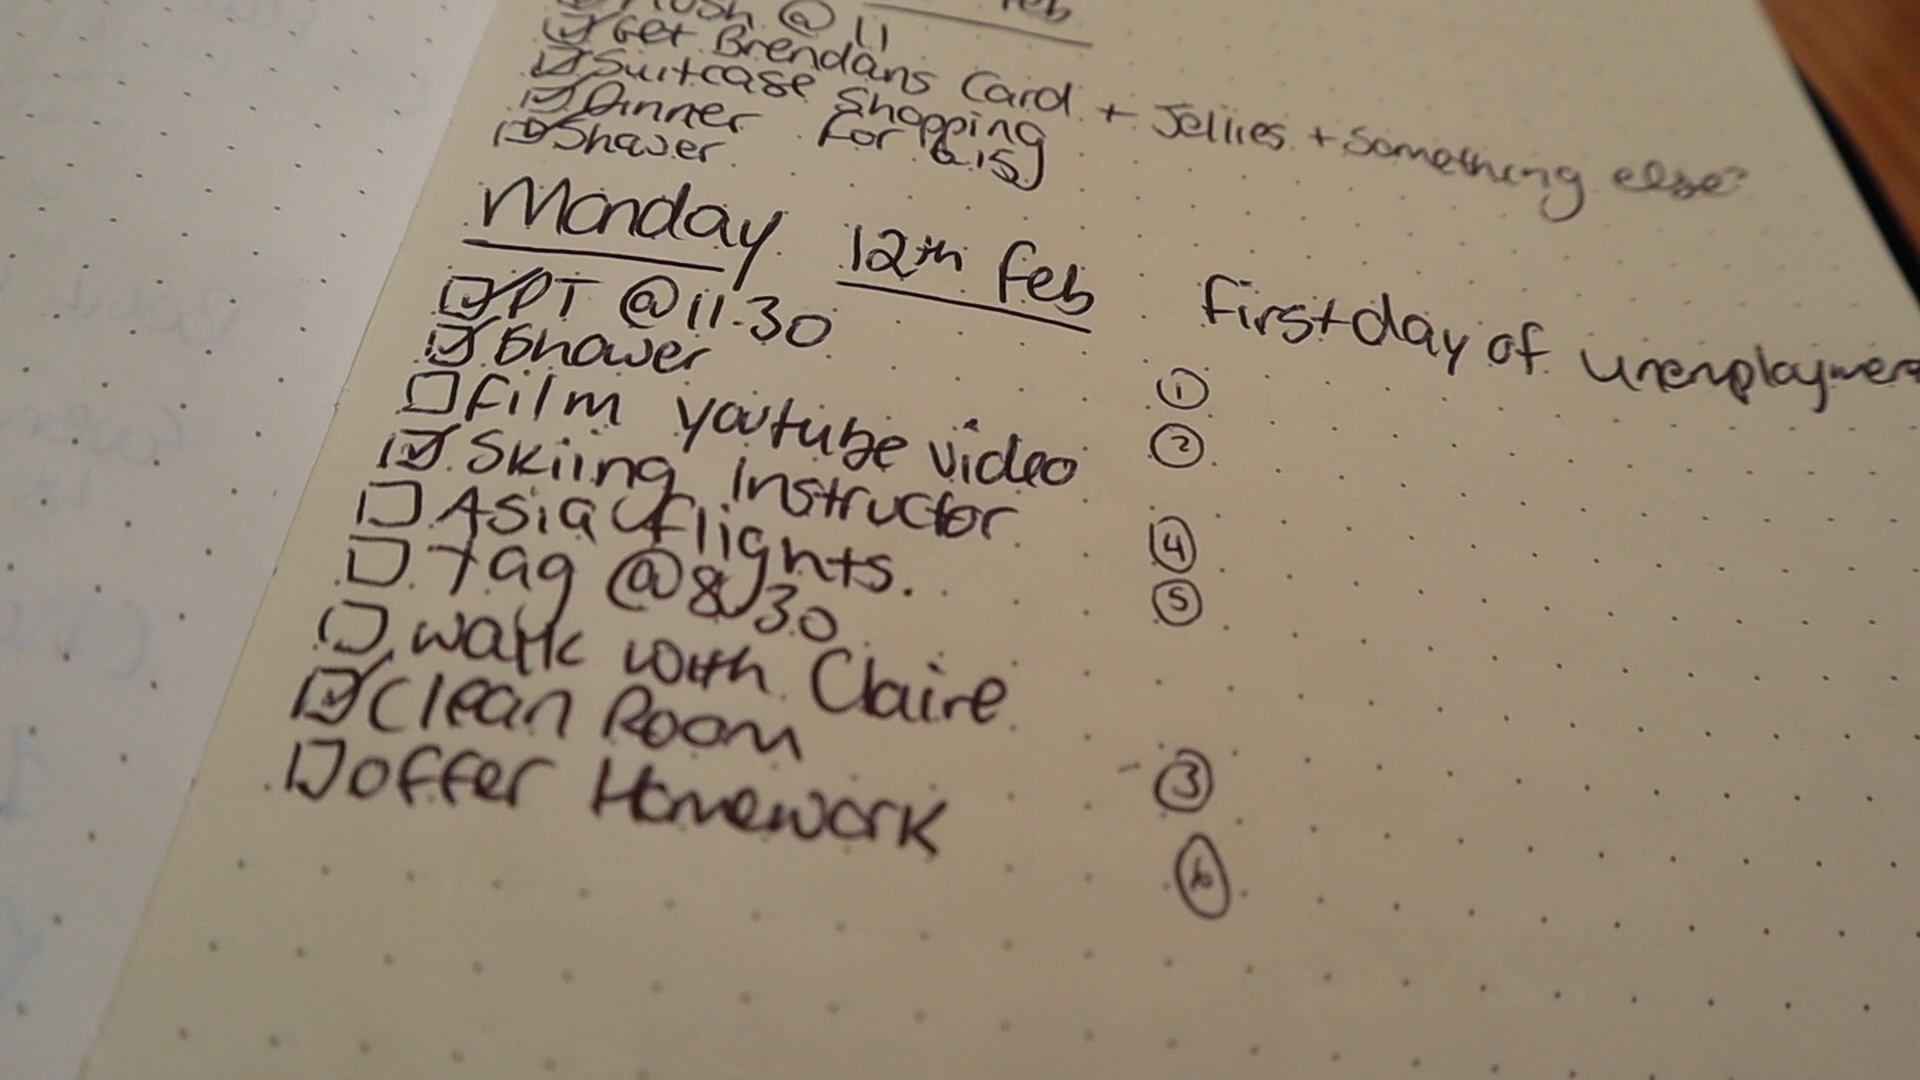 @ 11
Feb
Get Brendans Card + Jellies + Something else?
Suitcase Shopping
Dinner for 6.15
Shower
Monday 12th Feb First day of
PT @ 11.30
Shower
①
Film youtube video
②
Skiing instructor
Asia flights.
④
Tag @ 8.30
⑤
walk with Claire
Clean Room
③
offer Homework
⑥